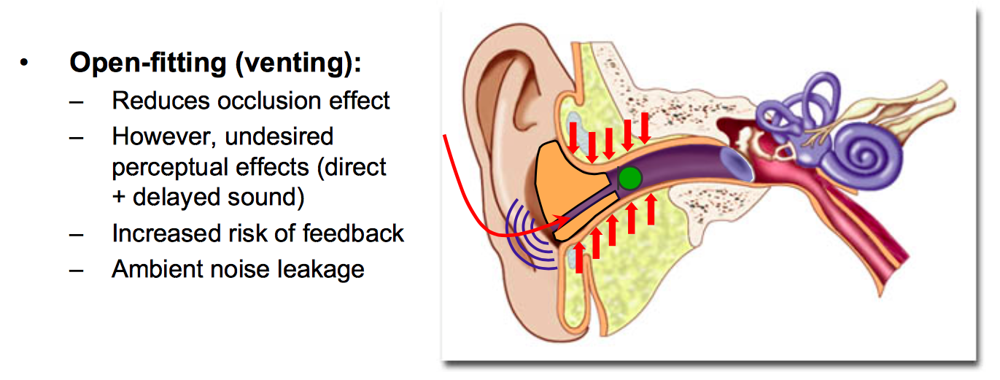 • Open-fitting (venting):
– Reduces occlusion effect
– However, undesired
perceptual effects (direct
+ delayed sound)
– Increased risk of feedback
– Ambient noise leakage